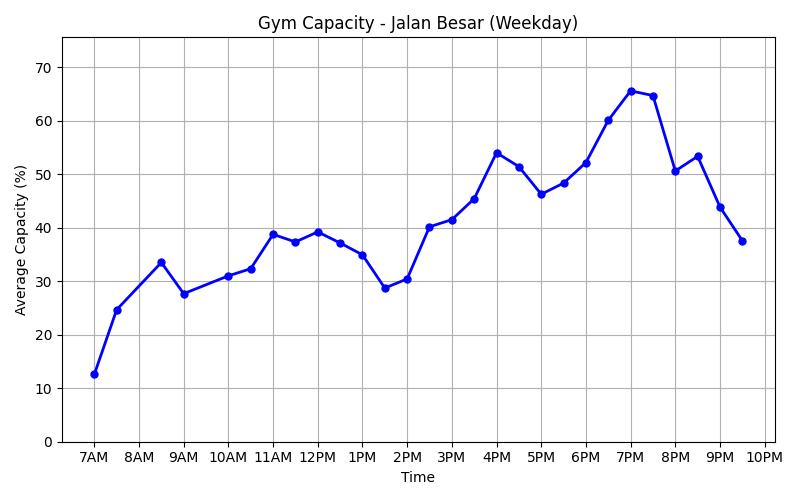 Gym Capacity - Jalan Besar (Weekday)
Average Capacity (%)
70
60
50
40
30
20
10
0
7AM 8AM 9AM 10AM 11AM 12PM 1PM 2PM 3PM 4PM 5PM 6PM 7PM 8PM 9PM 10PM
Time